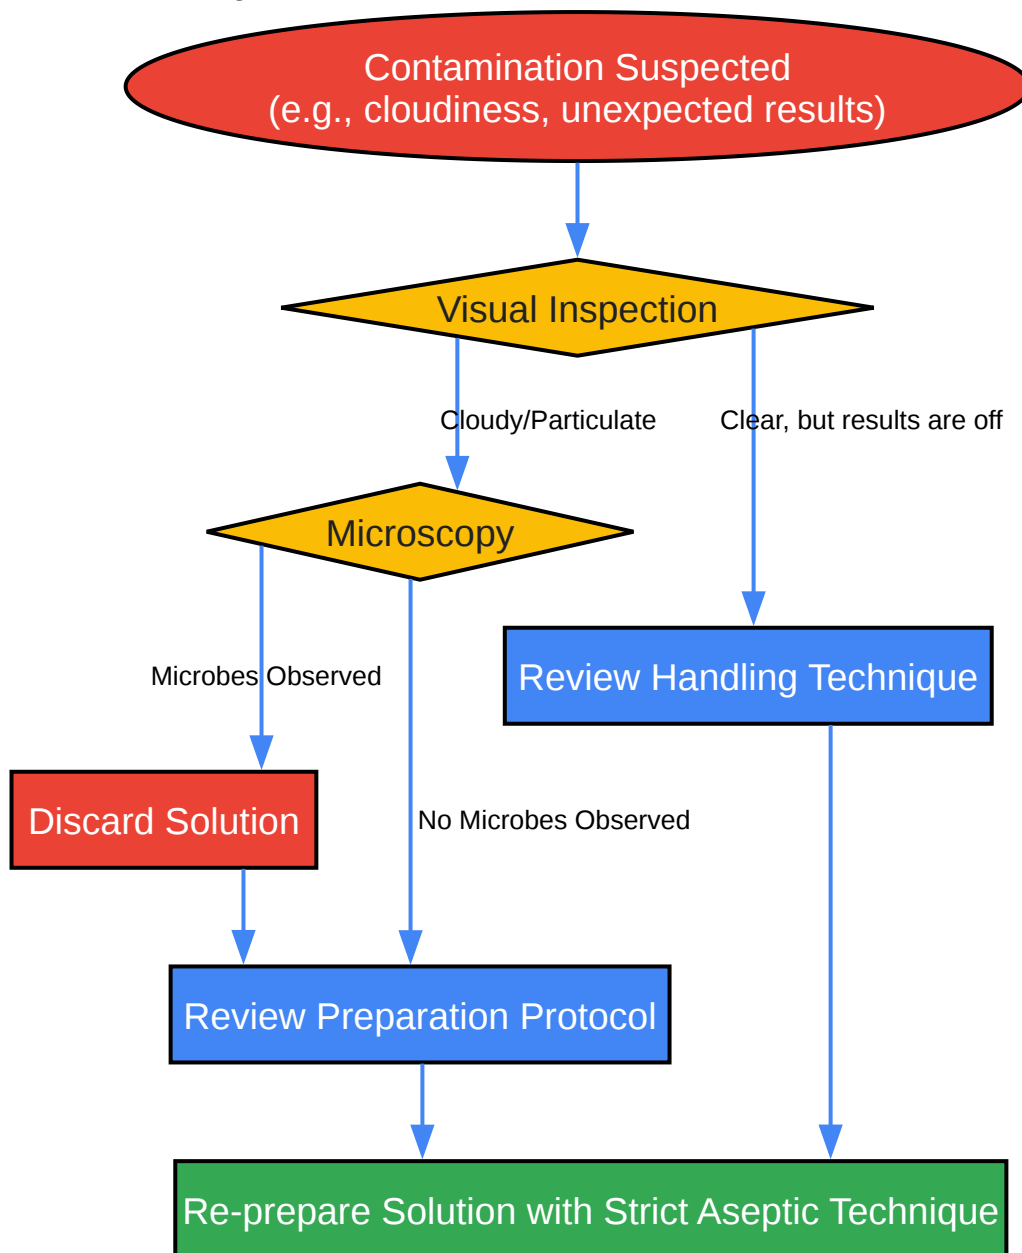 Contamination Suspected
(e.g., cloudiness, unexpected results)
Visual Inspection
Cloudy/Particulate
Clear, but results are off
Microscopy
Review Handling Technique
Microbes Observed
Discard Solution
No Microbes Observed
Review Preparation Protocol
Re-prepare Solution with Strict Aseptic Technique